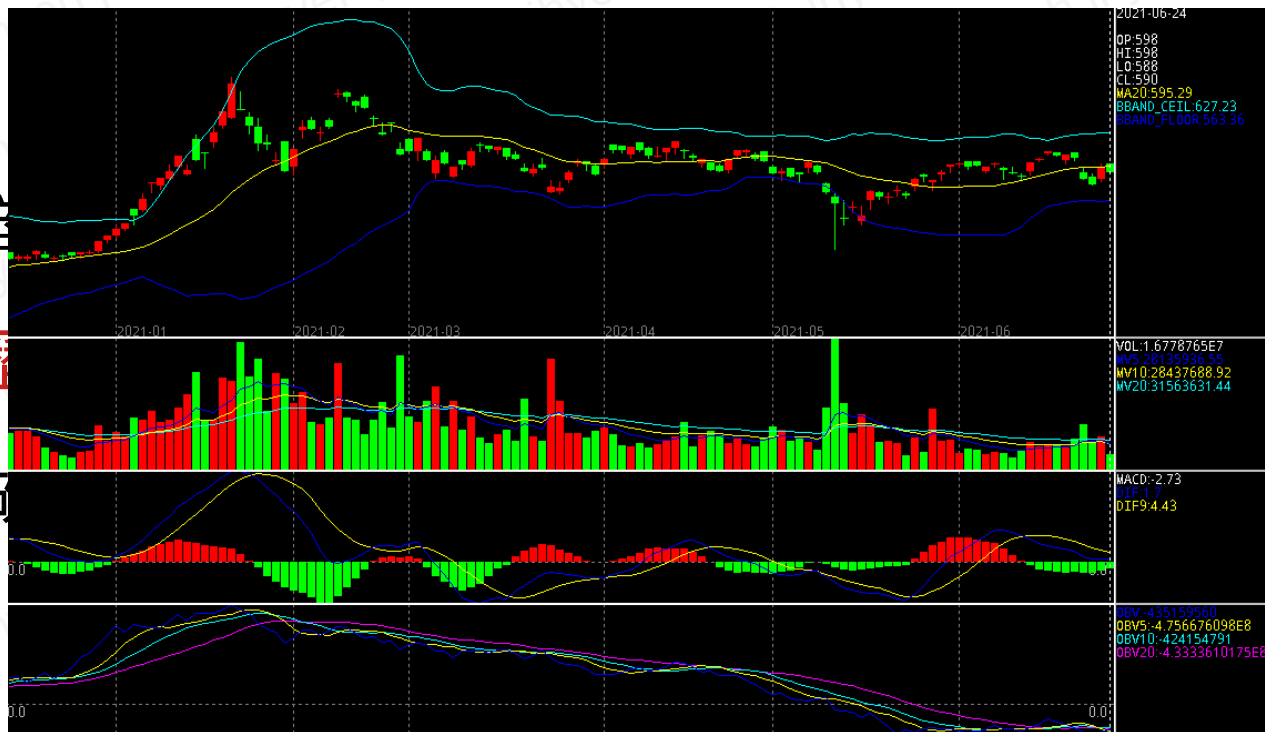 2021-06-24
OP:598
HI:598
LO:588
CL:590
MA20:595.29
BBAND_CEIL:627.23
BBAND_FLOOR:563.36
2021-01
2021-02
2021-03
2021-04
2021-05
2021-06
VOL:1.6778765E7
MV5:28135936.55
MV10:28437688.92
MV20:31563631.44
MACD:-2.73
DIF:1.7
DIF9:4.43
0.0
0.0
OBV:-435159560
OBV5:-4.756676098E8
OBV10:-424154791
OBV20:-4.3333610175E8
0.0
0.0